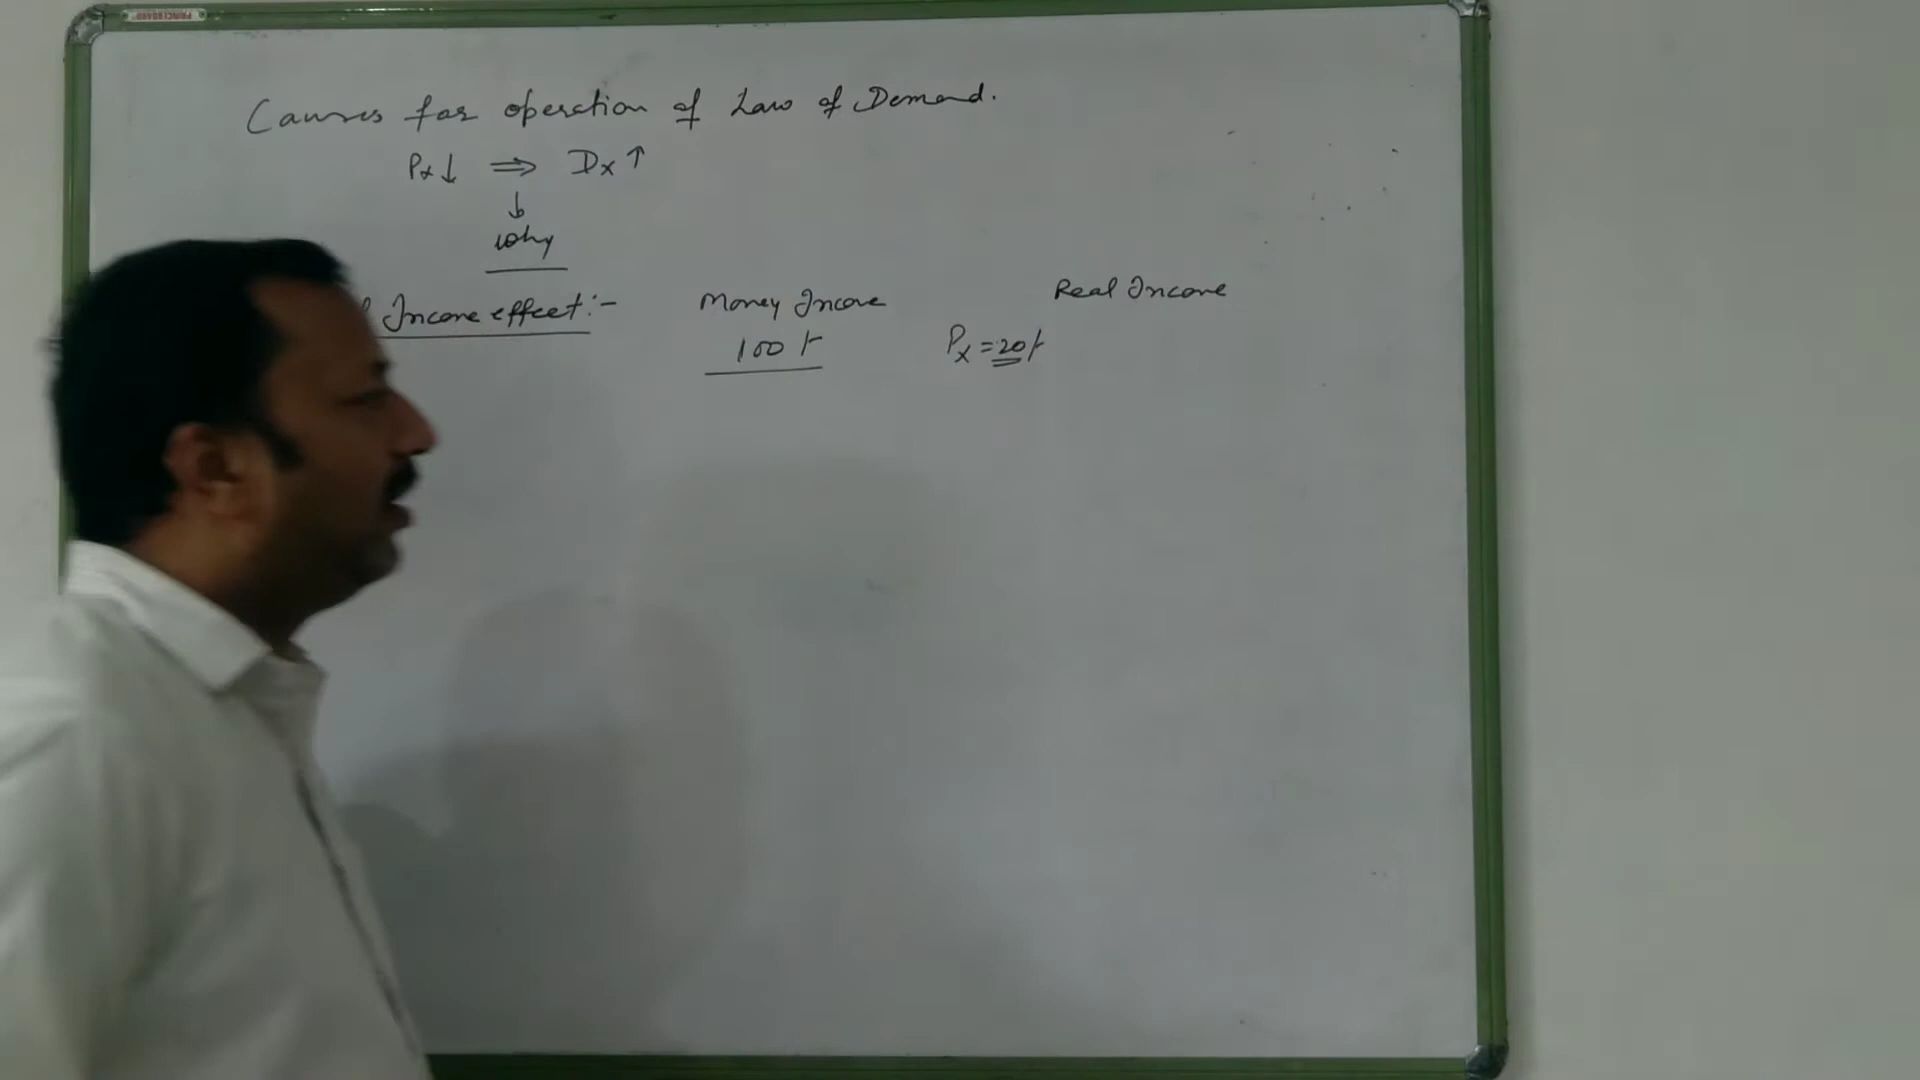 Causes for operation of Law of Demand.
Px↓ ⇒ Dx↑
↓
why
Income effect:-
Money Income
Real Income
100/-
Px = 20/-